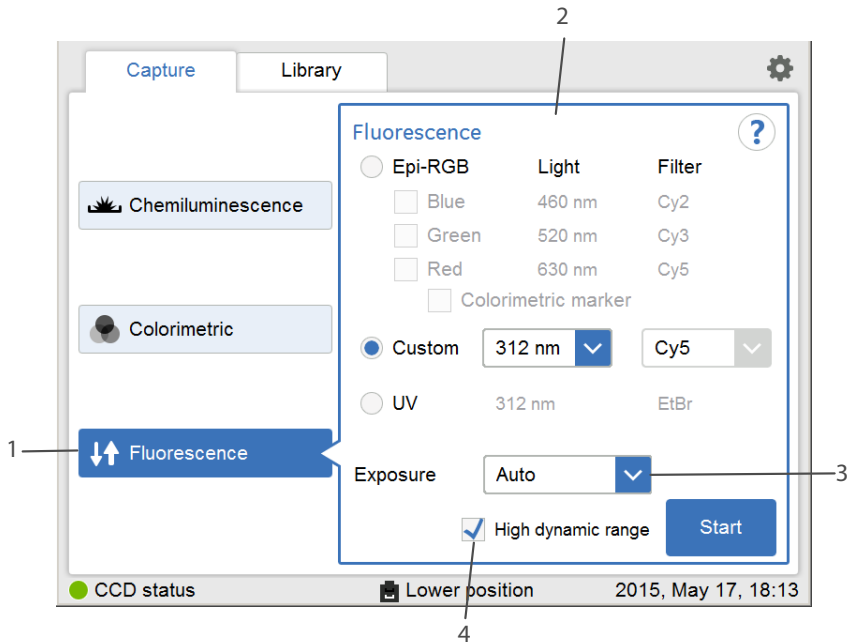 2
Capture
Library
Fluorescence
?
Epi-RGB Light Filter
Blue 460 nm Cy2
Green 520 nm Cy3
Red 630 nm Cy5
Colorimetric marker
Custom 312 nm Cy5
UV 312 nm EtBr
Exposure Auto
High dynamic range
Start
Chemiluminescence
Colorimetric
Fluorescence
1
3
CCD status
Lower position
2015, May 17, 18:13
4